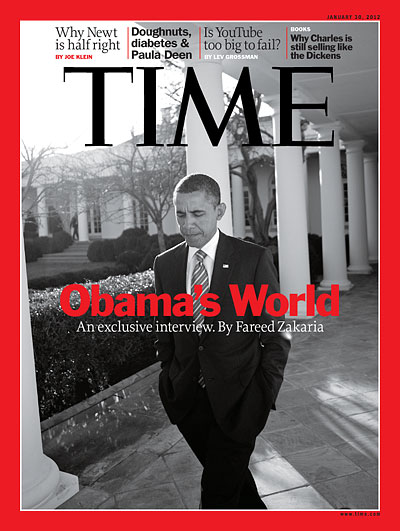 JANUARY 30, 2012
Why Newt
is half right
BY JOE KLEIN
Doughnuts,
diabetes &
Paula Deen
Is YouTube
too big to fail?
BY LEV GROSSMAN
BOOKS
Why Charles is
still selling like
the Dickens
TIME
Obama's World
An exclusive interview. By Fareed Zakaria
www.time.com